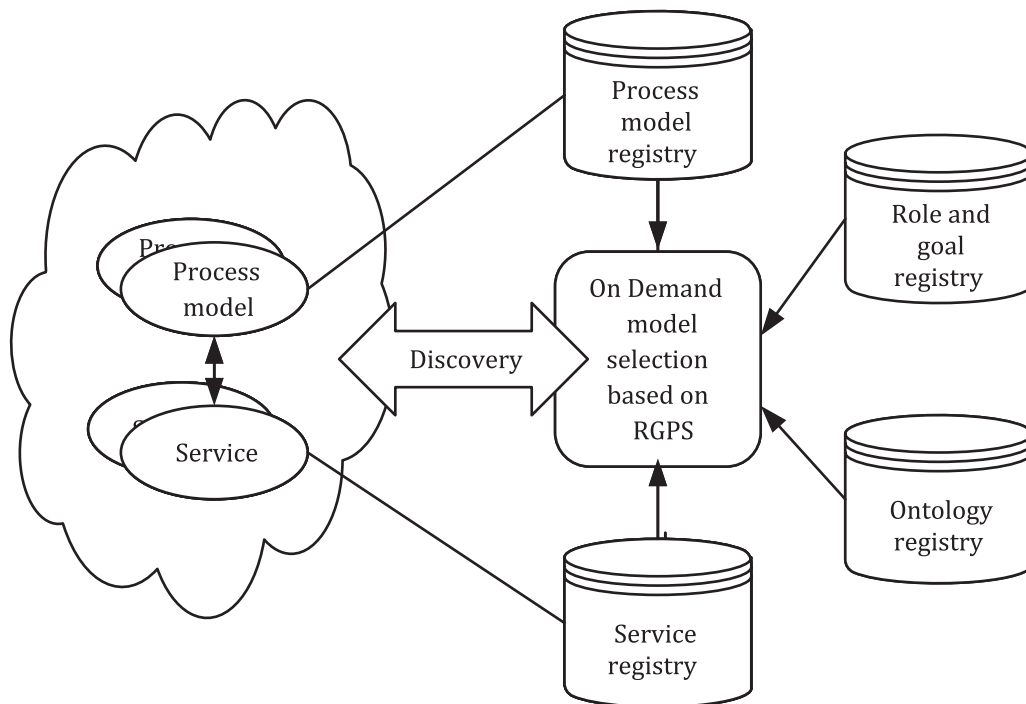 Process
model
registry
Role and
goal
registry
Process
model
On Demand
model
selection
based on
RGPS
Discovery
Service
Ontology
registry
Service
registry